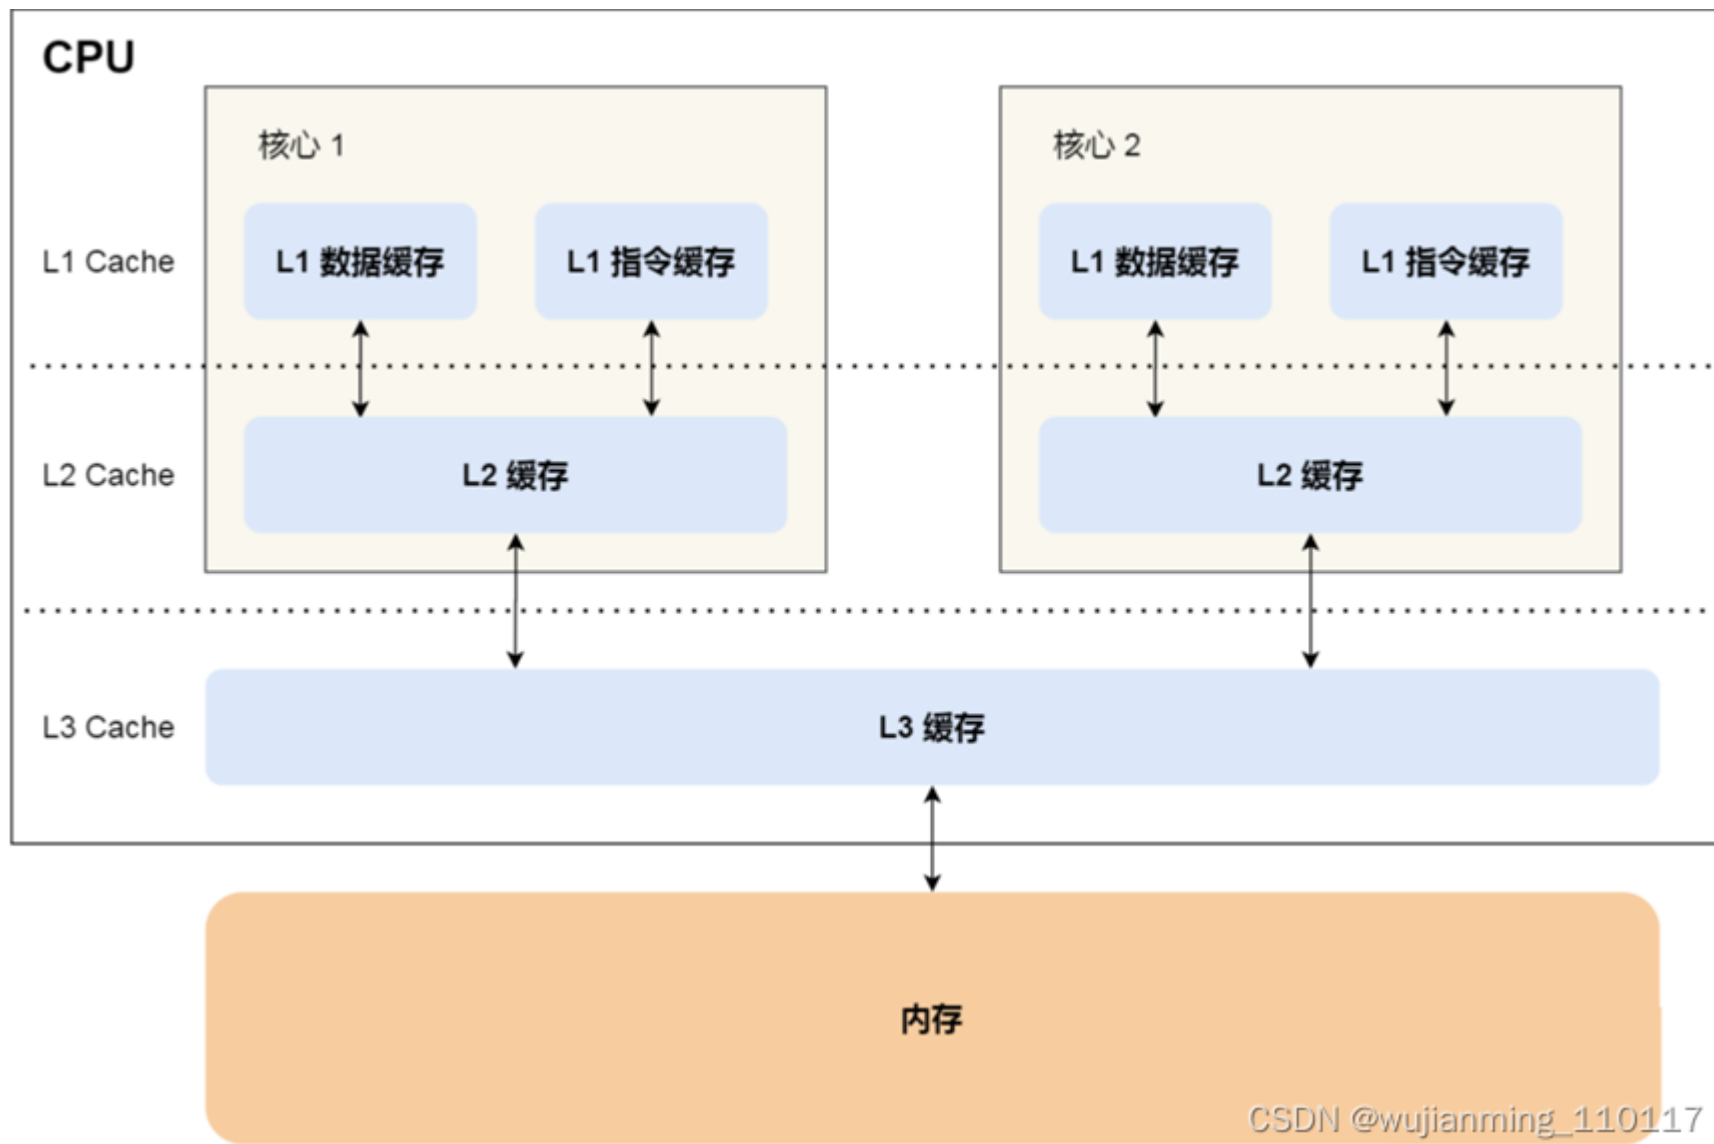 CPU
核心 1
核心 2
L1 Cache
L1 数据缓存
L1 指令缓存
L1 数据缓存
L1 指令缓存
L2 Cache
L2 缓存
L2 缓存
L3 Cache
L3 缓存
内存
CSDN @wujianming_110117